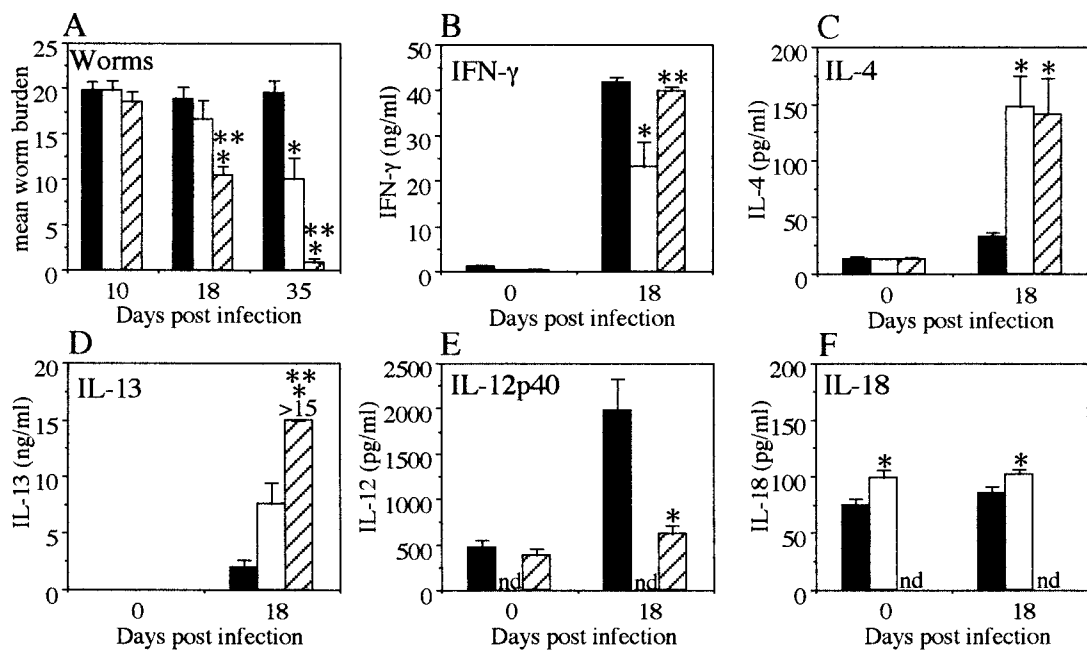 A
Worms
mean worm burden
25
20
15
10
5
0
**
*
*
**
*
10 18 35
Days post infection
B
IFN-γ
IFN-γ (ng/ml)
50
40
30
20
10
0
*
**
0 18
Days post infection
C
IL-4
IL-4 (pg/ml)
200
150
100
50
0
* *
0 18
Days post infection
D
IL-13
IL-13 (ng/ml)
20
15
10
5
0
**
*
>15
0 18
Days post infection
E
IL-12p40
IL-12 (pg/ml)
2500
2000
1500
1000
500
0
nd
nd
*
0 18
Days post infection
F
IL-18
IL-18 (pg/ml)
200
150
100
50
0
*
nd
*
nd
0 18
Days post infection